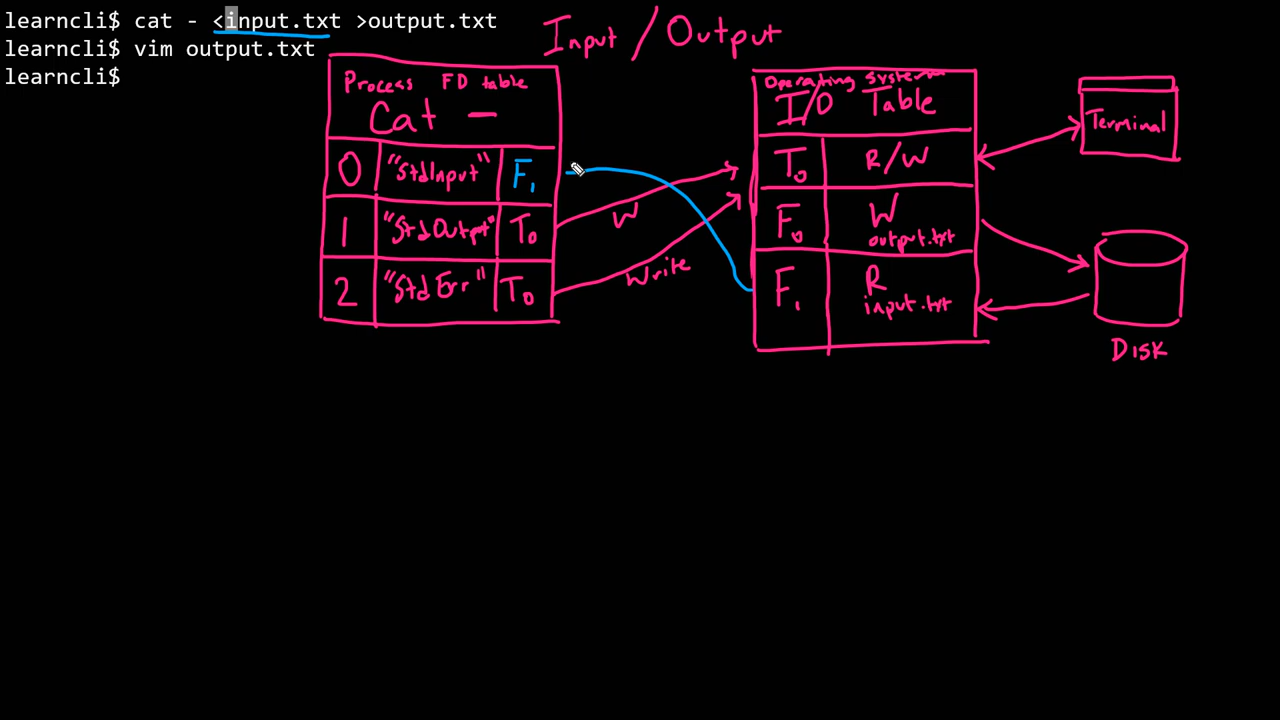 learncli$ cat - <input.txt >output.txt
learncli$ vim output.txt
learncli$
Input / Output
Process FD table
Cat -
0 "StdInput" F1
1 "StdOutput" T0
2 "StdErr" T0
W
Write
Operating System
I/O Table
T0 R/W
F0 W
output.txt
F1 R
input.txt
Terminal
Disk